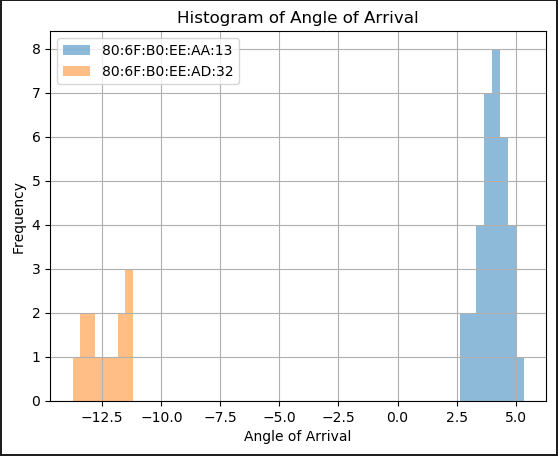 Histogram of Angle of Arrival
80:6F:B0:EE:AA:13
80:6F:B0:EE:AD:32
8
7
6
5
4
3
2
1
0
Frequency
−12.5 −10.0 −7.5 −5.0 −2.5 0.0 2.5 5.0
Angle of Arrival